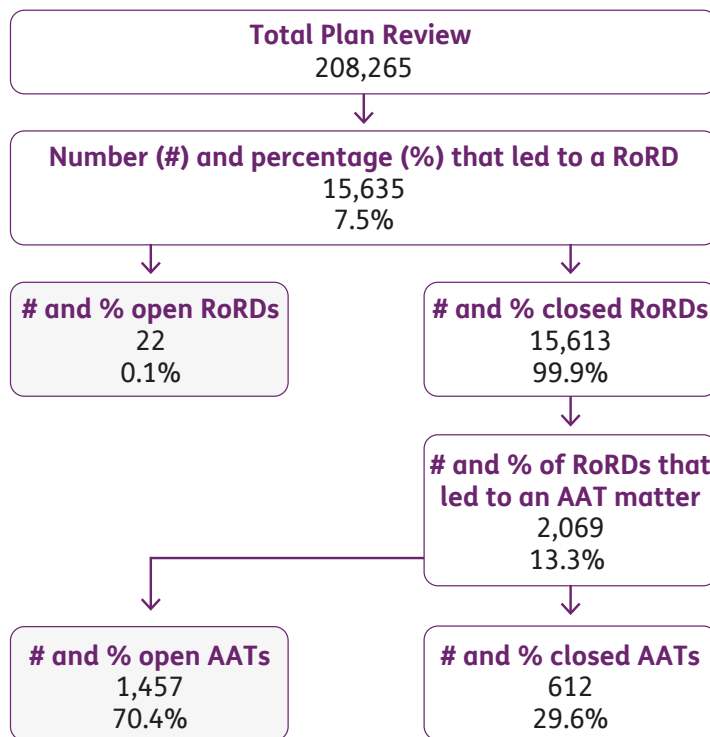 Total Plan Review
208,265
Number (#) and percentage (%) that led to a RoRD
15,635
7.5%
# and % open RoRDs
22
0.1%
# and % closed RoRDs
15,613
99.9%
# and % of RoRDs that
led to an AAT matter
2,069
13.3%
# and % open AATs
1,457
70.4%
# and % closed AATs
612
29.6%